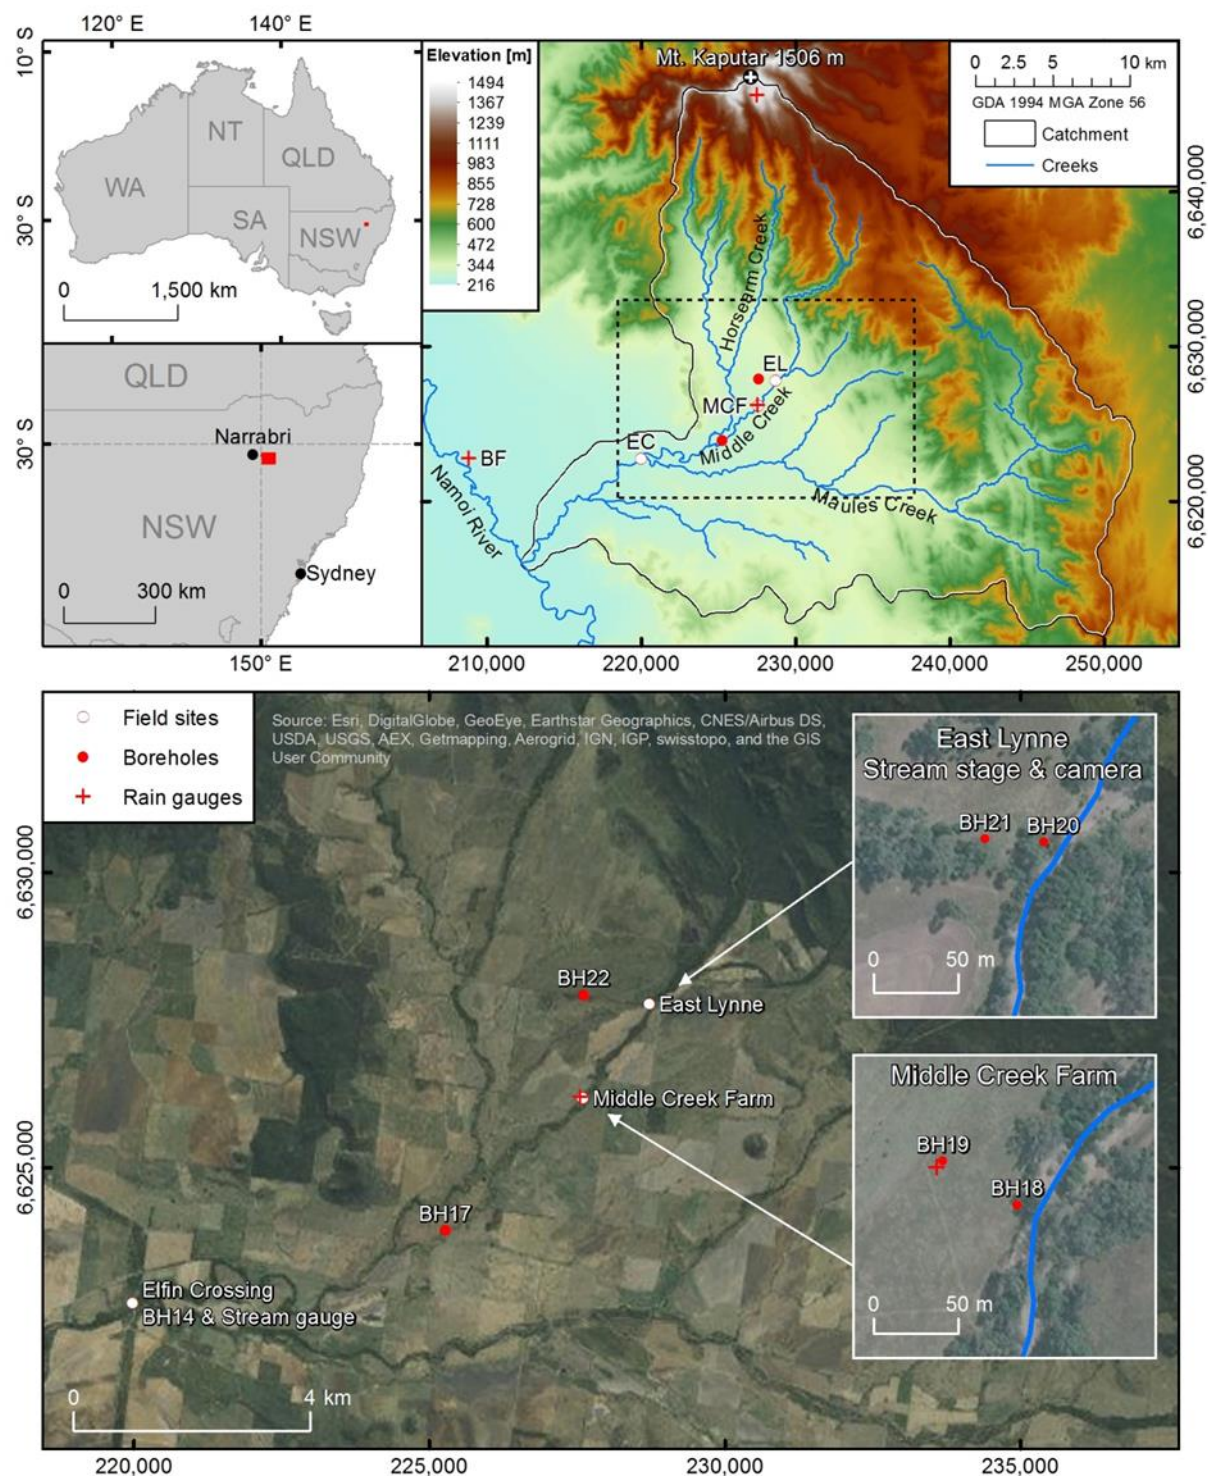 120° E
140° E
10° S
30° S
NT
QLD
WA
SA
NSW
0
1,500 km
QLD
Narrabri
30° S
NSW
Sydney
0
300 km
150° E
Elevation [m]
1494
1367
1239
1111
983
855
728
600
472
344
216
Mt. Kaputar 1506 m
0 2.5 5 10 km
GDA 1994 MGA Zone 56
Catchment
Creeks
Horsearm Creek
EL
MCF
Middle Creek
EC
BF
Namoi River
Maules Creek
6,640,000
6,630,000
6,620,000
210,000
220,000
230,000
240,000
250,000
Field sites
Boreholes
Rain gauges
Source: Esri, DigitalGlobe, GeoEye, Earthstar Geographics, CNES/Airbus DS,
USDA, USGS, AEX, Getmapping, Aerogrid, IGN, IGP, swisstopo, and the GIS
User Community
East Lynne
Stream stage & camera
BH21
BH20
0
50 m
6,630,000
BH22
East Lynne
Middle Creek Farm
Middle Creek Farm
BH19
BH18
0
50 m
6,625,000
BH17
Elfin Crossing
BH14 & Stream gauge
0
4 km
220,000
225,000
230,000
235,000